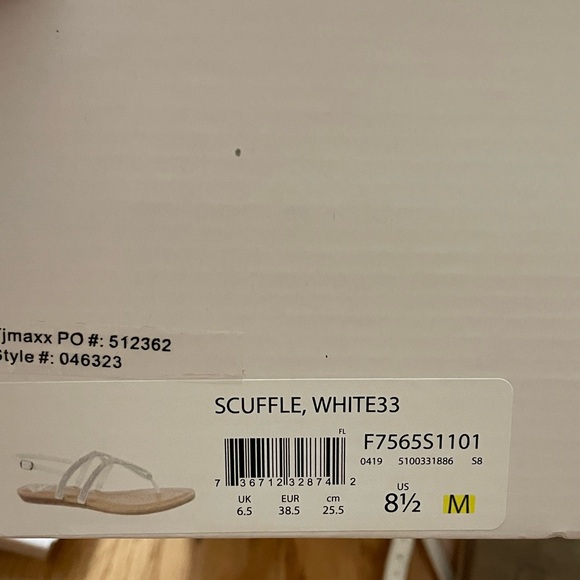 jmaxx PO #: 512362
Style #: 046323
SCUFFLE, WHITE33
FL
F7565S1101
0419 5100331886 S8
7 36712 32874 2
UK EUR cm US
6.5 38.5 25.5 8½ M